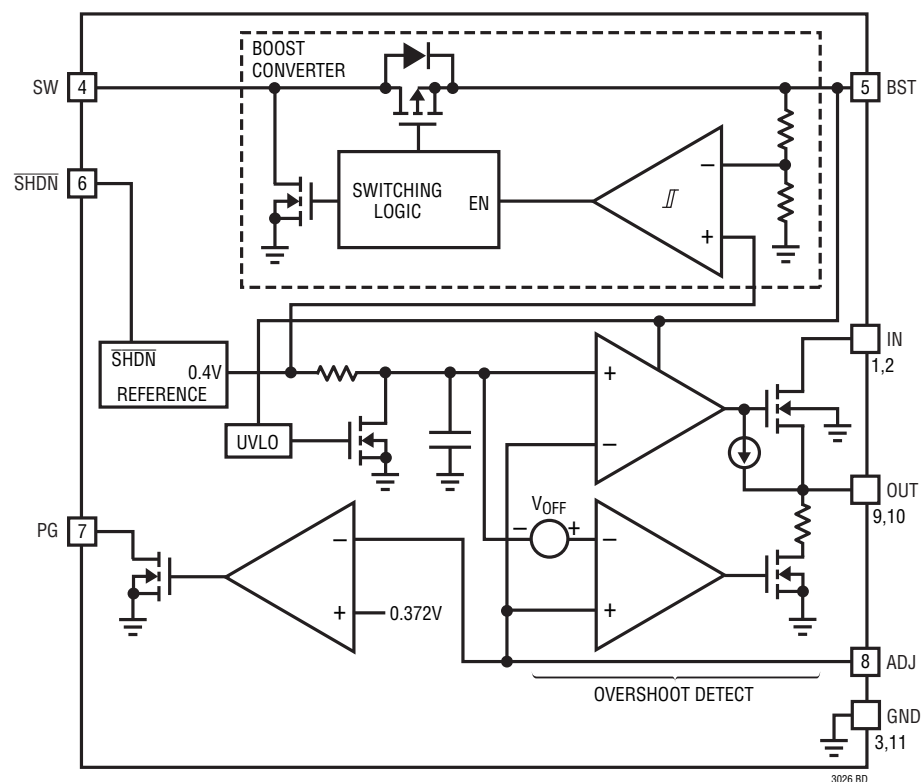 BOOST
CONVERTER
SW 4
5 BST
SHDN 6
SWITCHING
LOGIC
EN
–
+
IN
1,2
SHDN
0.4V
REFERENCE
+
–
UVLO
OUT
9,10
PG 7
VOFF
– +
–
–
+
0.372V
+
8 ADJ
OVERSHOOT DETECT
GND
3,11
3026 BD